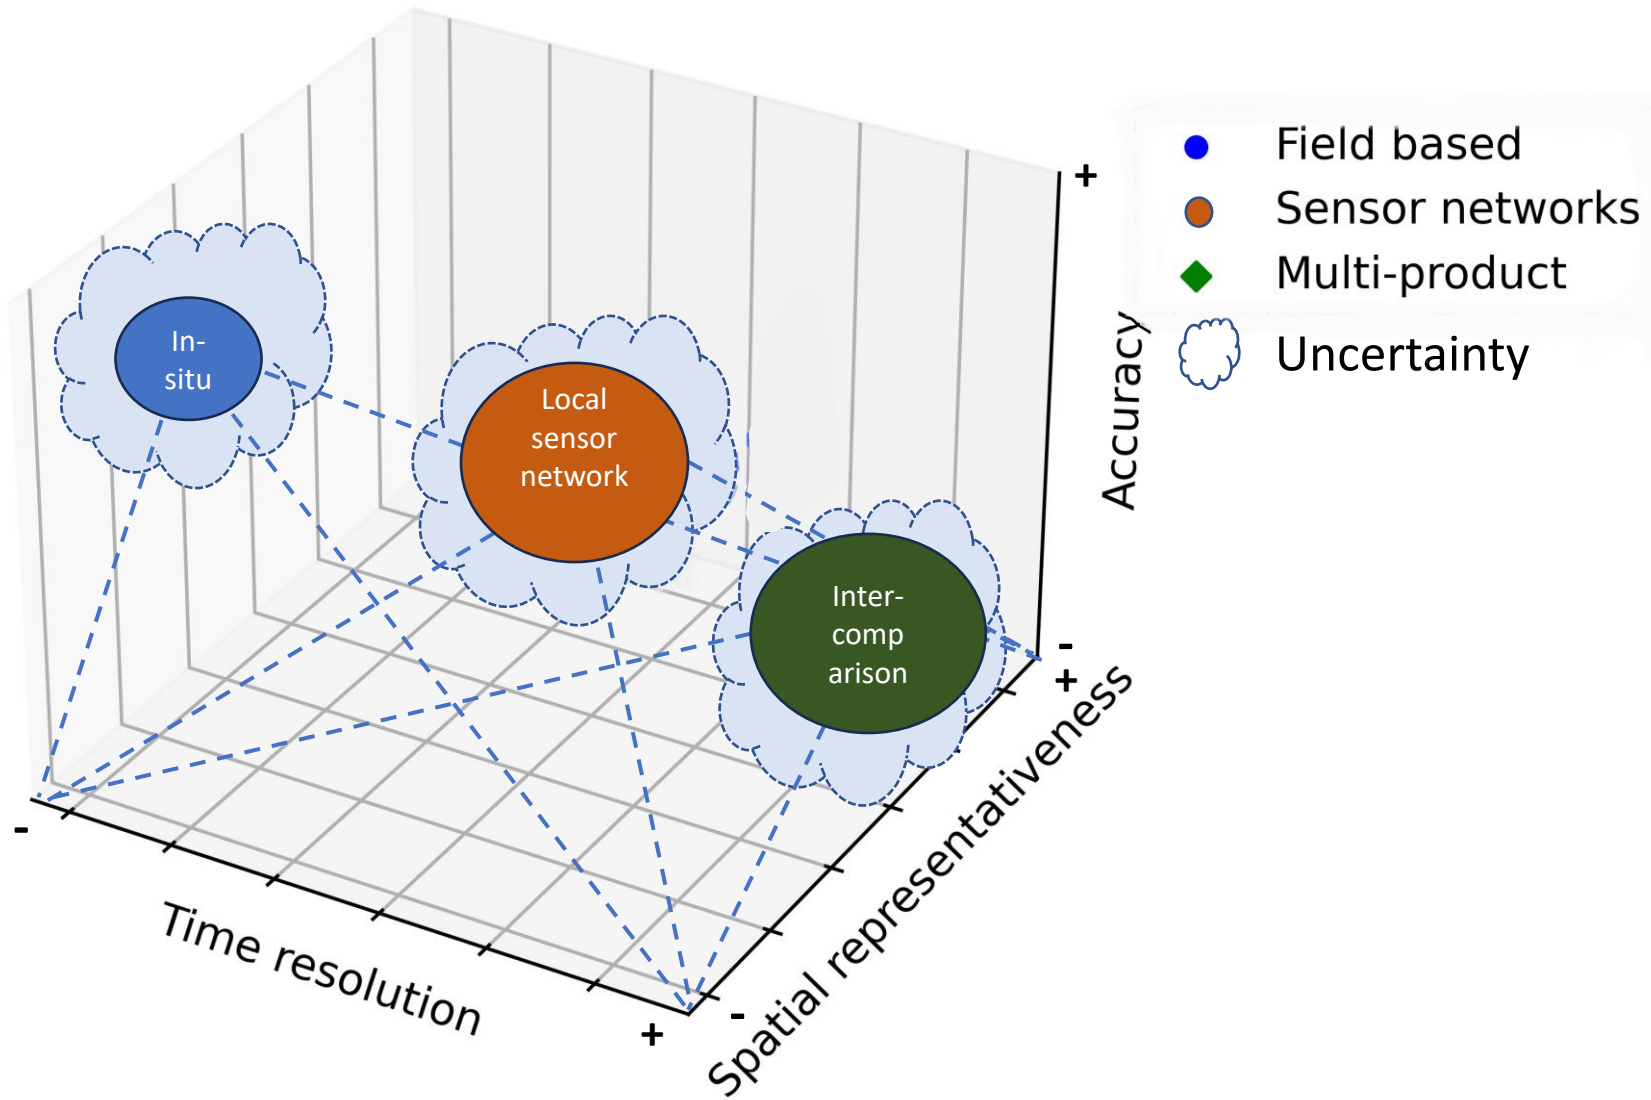 Field based
Sensor networks
Multi-product
Uncertainty
In-
situ
Local
sensor
network
Inter-
comp
arison
+
Accuracy
-
+
Spatial representativeness
-
-
Time resolution
+